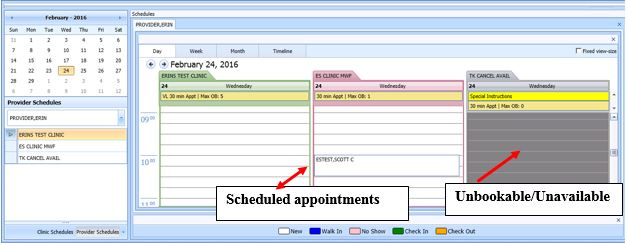 February - 2016
Sun Mon Tue Wed Thu Fri Sat
31 1 2 3 4 5 6
7 8 9 10 11 12 13
14 15 16 17 18 19 20
21 22 23 24 25 26 27
28 29 1 2 3 4 5
6 7 8 9 10 11 12
Provider Schedules
PROVIDER,ERIN
ERINS TEST CLINIC
ES CLINIC MWF
TK CANCEL AVAIL
Clinic Schedules Provider Schedules
Schedules
PROVIDER,ERIN
Day Week Month Timeline
Fixed view-size
February 24, 2016
ERINS TEST CLINIC ES CLINIC MWF TK CANCEL AVAIL
24 Wednesday 24 Wednesday 24 Wednesday
VL 30 min Appt | Max OB: 5 30 min Appt | Max OB: 1 Special Instructions
30 min Appt | Max OB: 0
09:00
10:00
ESTEST,SCOTT C
11:00
Scheduled appointments
Unbookable/Unavailable
New Walk In No Show Check In Check Out